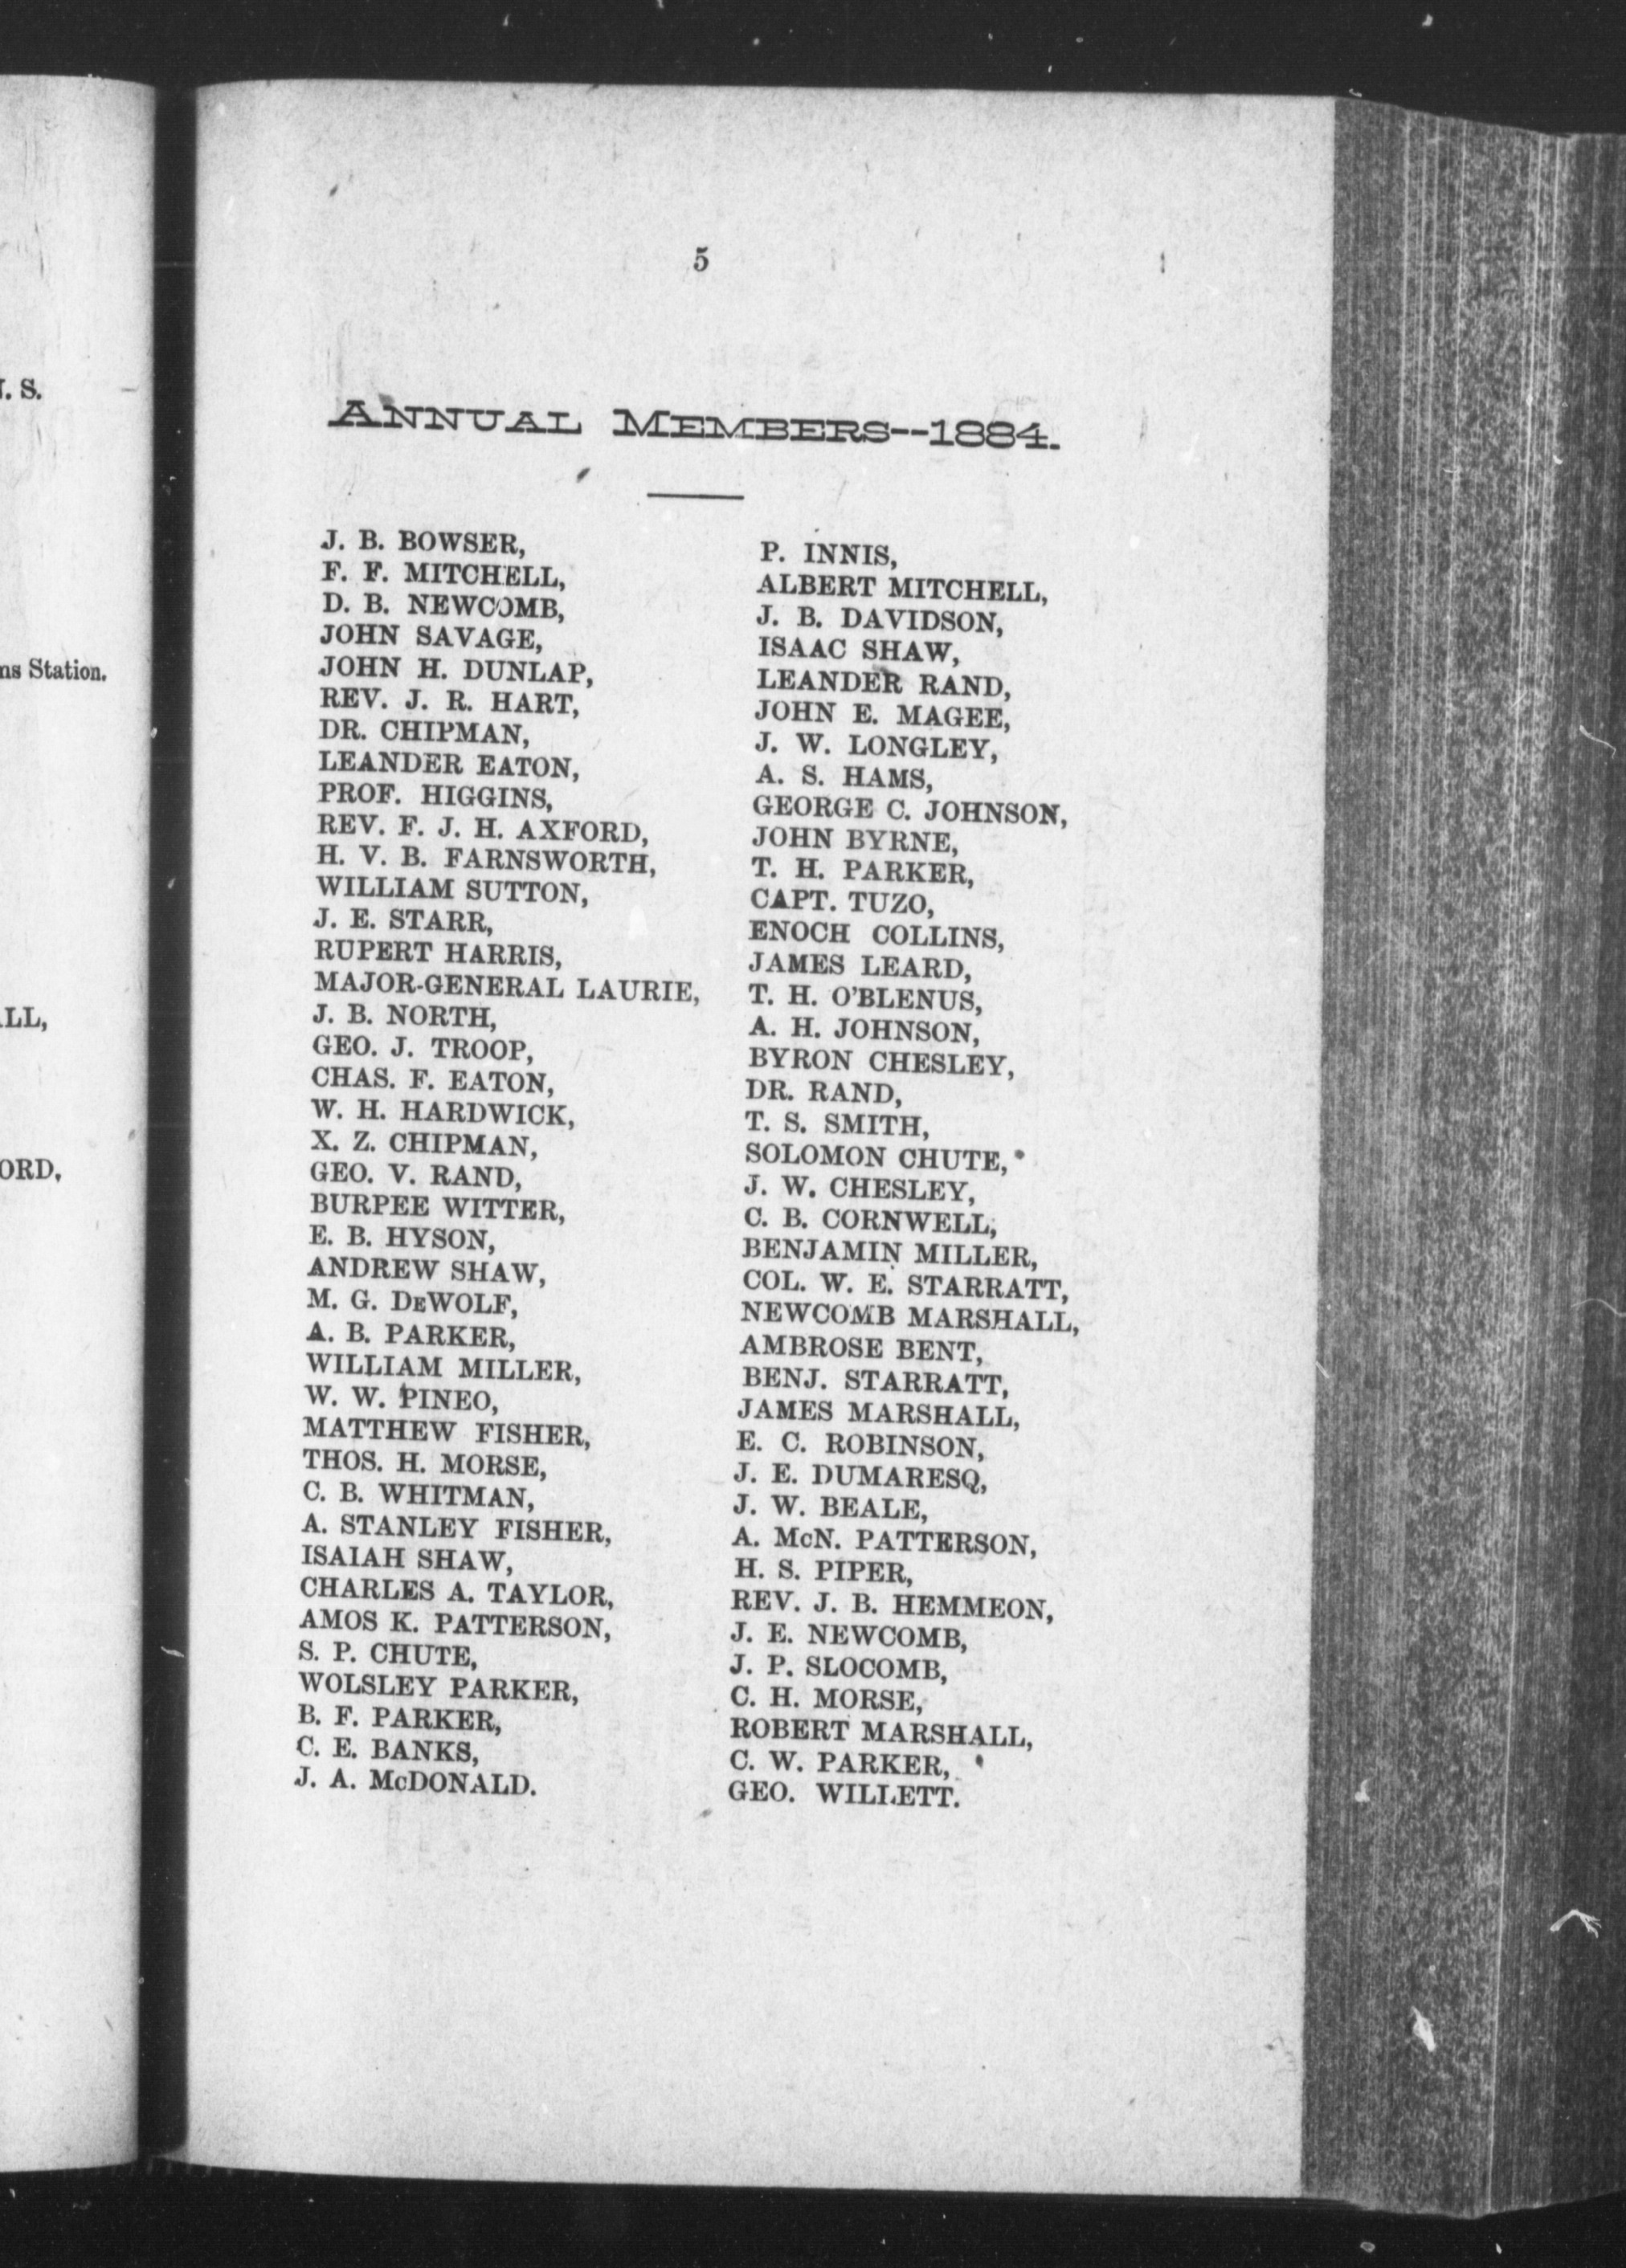 J. S.
ns Station.
ALL,
ORD,
5
ANNUAL MEMBERS--1884.
J. B. BOWSER,
F. F. MITCHELL,
D. B. NEWCOMB,
JOHN SAVAGE,
JOHN H. DUNLAP,
REV. J. R. HART,
DR. CHIPMAN,
LEANDER EATON,
PROF. HIGGINS,
REV. F. J. H. AXFORD,
H. V. B. FARNSWORTH,
WILLIAM SUTTON,
J. E. STARR,
RUPERT HARRIS,
MAJOR-GENERAL LAURIE,
J. B. NORTH,
GEO. J. TROOP,
CHAS. F. EATON,
W. H. HARDWICK,
X. Z. CHIPMAN,
GEO. V. RAND,
BURPEE WITTER,
E. B. HYSON,
ANDREW SHAW,
M. G. DEWOLF,
A. B. PARKER,
WILLIAM MILLER,
W. W. PINEO,
MATTHEW FISHER,
THOS. H. MORSE,
C. B. WHITMAN,
A. STANLEY FISHER,
ISAIAH SHAW,
CHARLES A. TAYLOR,
AMOS K. PATTERSON,
S. P. CHUTE,
WOLSLEY PARKER,
B. F. PARKER,
C. E. BANKS,
J. A. McDONALD.
P. INNIS,
ALBERT MITCHELL,
J. B. DAVIDSON,
ISAAC SHAW,
LEANDER RAND,
JOHN E. MAGEE,
J. W. LONGLEY,
A. S. HAMS,
GEORGE C. JOHNSON,
JOHN BYRNE,
T. H. PARKER,
CAPT. TUZO,
ENOCH COLLINS,
JAMES LEARD,
T. H. O'BLENUS,
A. H. JOHNSON,
BYRON CHESLEY,
DR. RAND,
T. S. SMITH,
SOLOMON CHUTE,
J. W. CHESLEY,
C. B. CORNWELL,
BENJAMIN MILLER,
COL. W. E. STARRATT,
NEWCOMB MARSHALL,
AMBROSE BENT,
BENJ. STARRATT,
JAMES MARSHALL,
E. C. ROBINSON,
J. E. DUMARESQ,
J. W. BEALE,
A. McN. PATTERSON,
H. S. PIPER,
REV. J. B. HEMMEON,
J. E. NEWCOMB,
J. P. SLOCOMB,
C. H. MORSE,
ROBERT MARSHALL,
C. W. PARKER,
GEO. WILLETT.